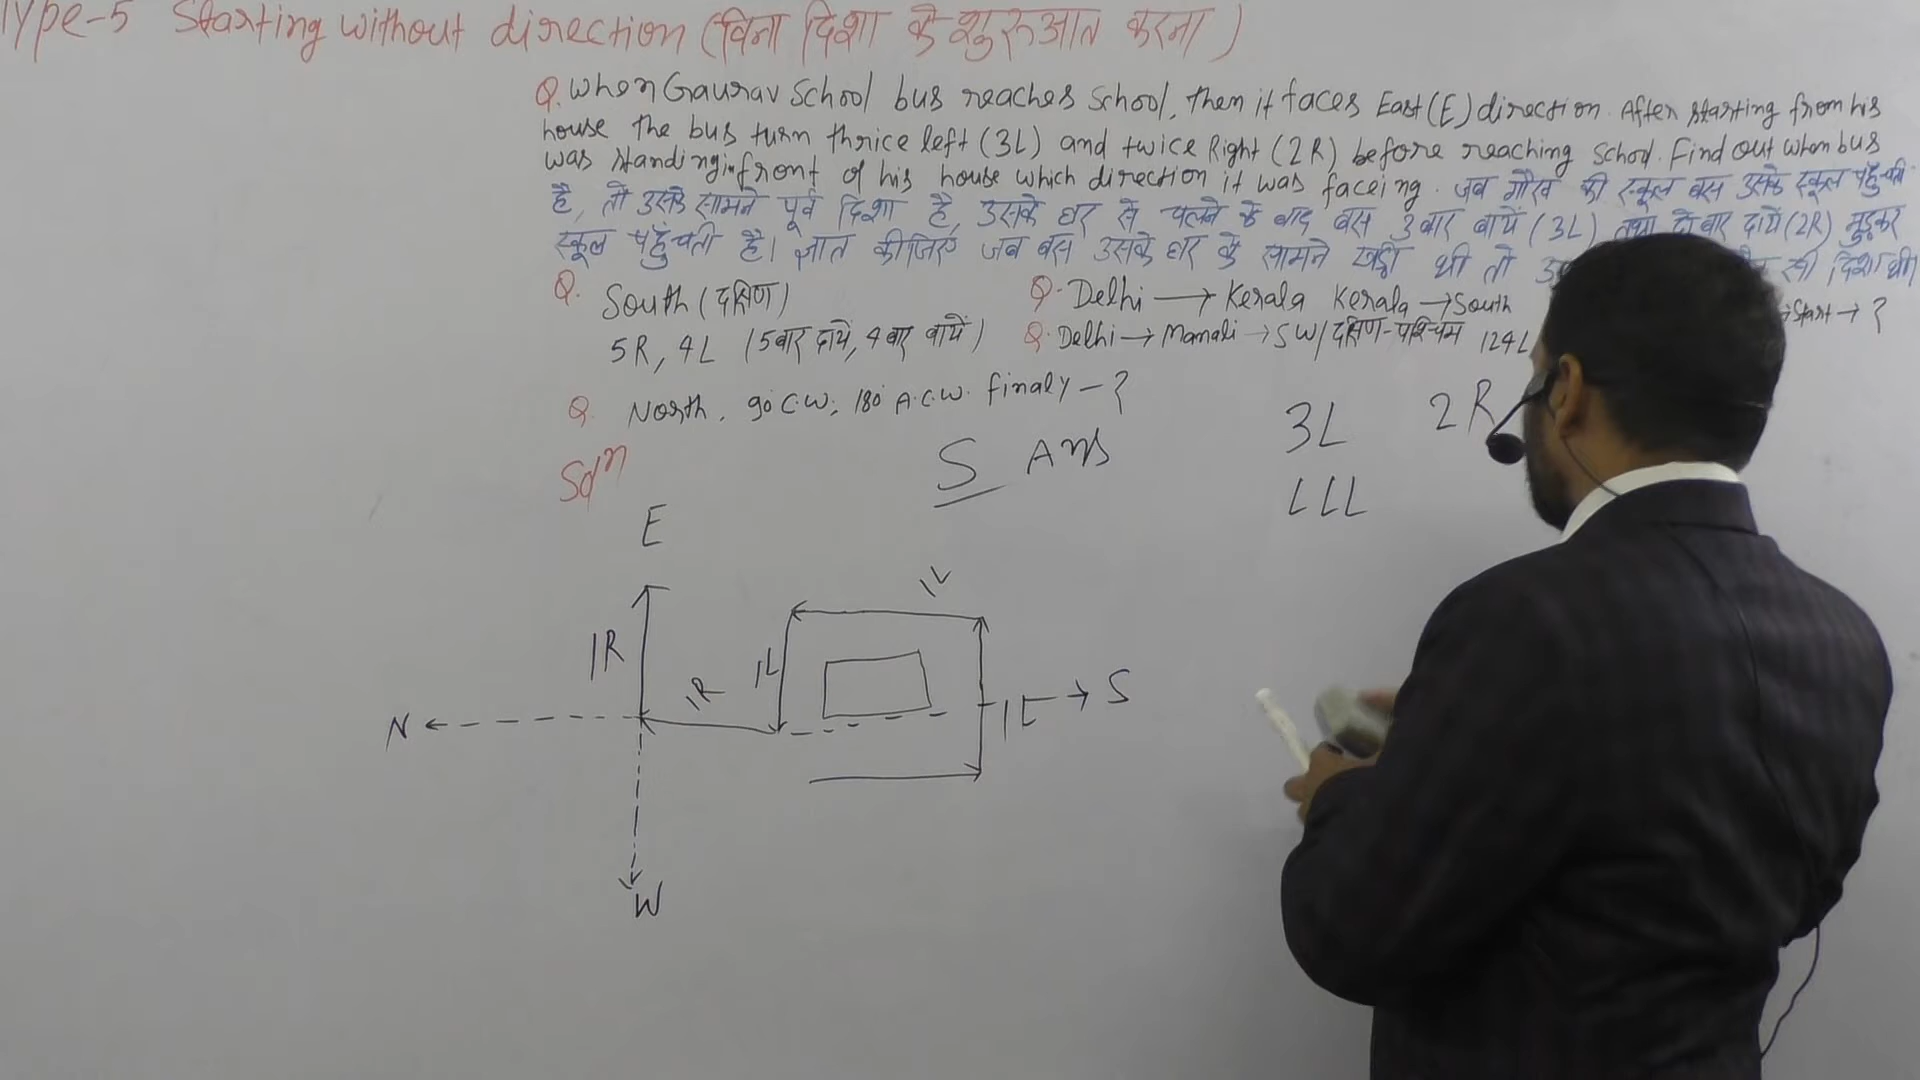 Type-5 Starting without direction (बिना दिशा के शुरूआत करना)
Q. When Gaurav School bus reaches School, then it faces East (E) direction. After starting from his
house the bus turn thrice left (3L) and twice Right (2R) before reaching School. Find out when bus
was standing in front of his house which direction it was faceing. जब गौरव की स्कूल बस उसके स्कूल पहुँचती
है, तो उसके सामने पूर्व दिशा है, उसके घर से चलने के बाद बस 3 बार बायें (3L) तथा दो बार दायें (2R) मुड़कर
स्कूल पहुंचती है। ज्ञात कीजिए जब बस उसके घर के सामने खड़ी थी तो सी दिशा थी।
Q. South (दक्षिण)
5R, 4L (5 बार दायें, 4 बार बायें)
Q. Delhi → Kerala Kerala → South Start → ?
Q. Delhi → Manali → SW/दक्षिण-पश्चिम 124L
Q. North, 90° C.W, 180° A.C.W. finaly - ?
Sol^n
S Ans
3L 2R
LLL
E
1R
1R
1L
1L
1L
N
S
W